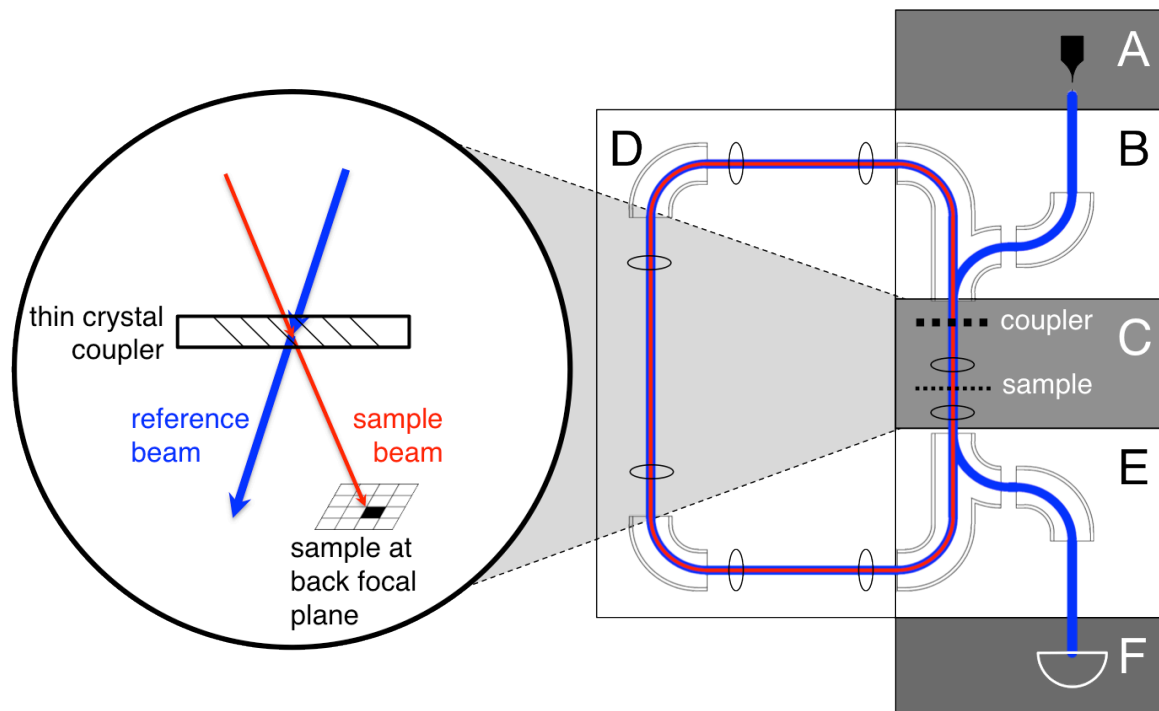 thin crystal
coupler
reference
beam
sample
beam
sample at
back focal
plane
D
A
B
coupler
C
sample
E
F